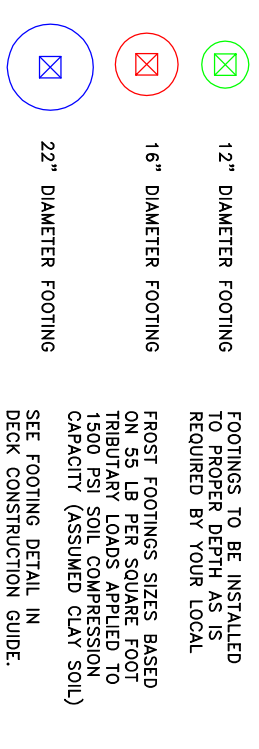 12" DIAMETER FOOTING
16" DIAMETER FOOTING
22" DIAMETER FOOTING
FOOTINGS TO BE INSTALLED
TO PROPER DEPTH AS IS
REQUIRED BY YOUR LOCAL
FROST FOOTINGS SIZES BASED
ON 55 LB PER SQUARE FOOT
TRIBUTARY LOADS APPLIED TO
1500 PSI SOIL COMPRESSION
CAPACITY (ASSUMED CLAY SOIL)
SEE FOOTING DETAIL IN
DECK CONSTRUCTION GUIDE.